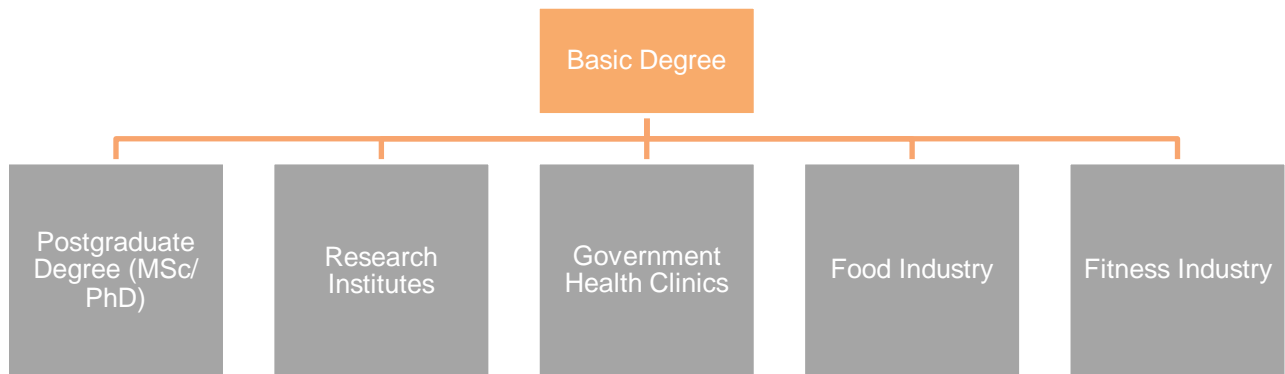 Basic Degree
Postgraduate
Degree (MSc/
PhD)
Research
Institutes
Government
Health Clinics
Food Industry
Fitness Industry